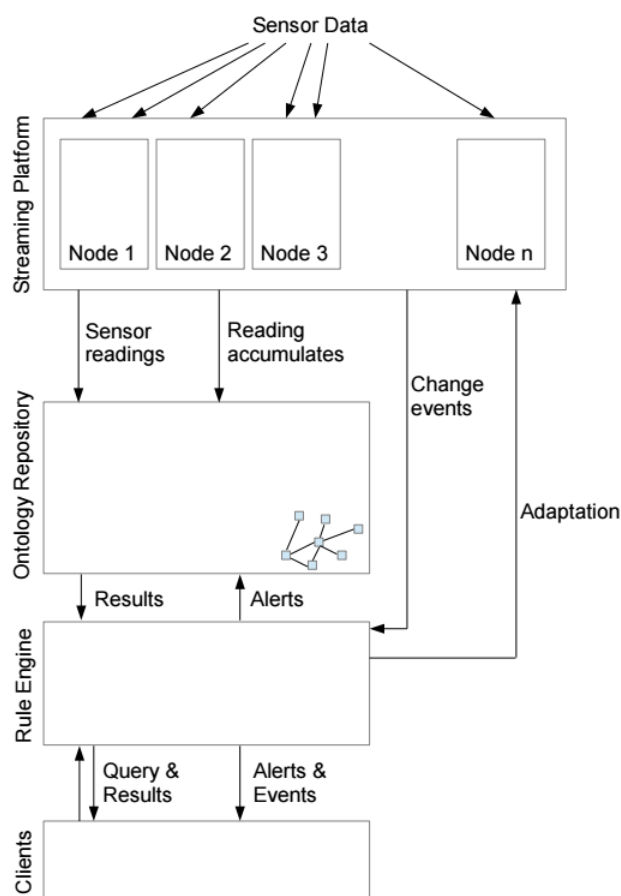 Sensor Data
Streaming Platform
Node 1
Node 2
Node 3
Node n
Sensor
readings
Reading
accumulates
Change
events
Adaptation
Ontology Repository
Results
Alerts
Rule Engine
Query &
Results
Alerts &
Events
Clients